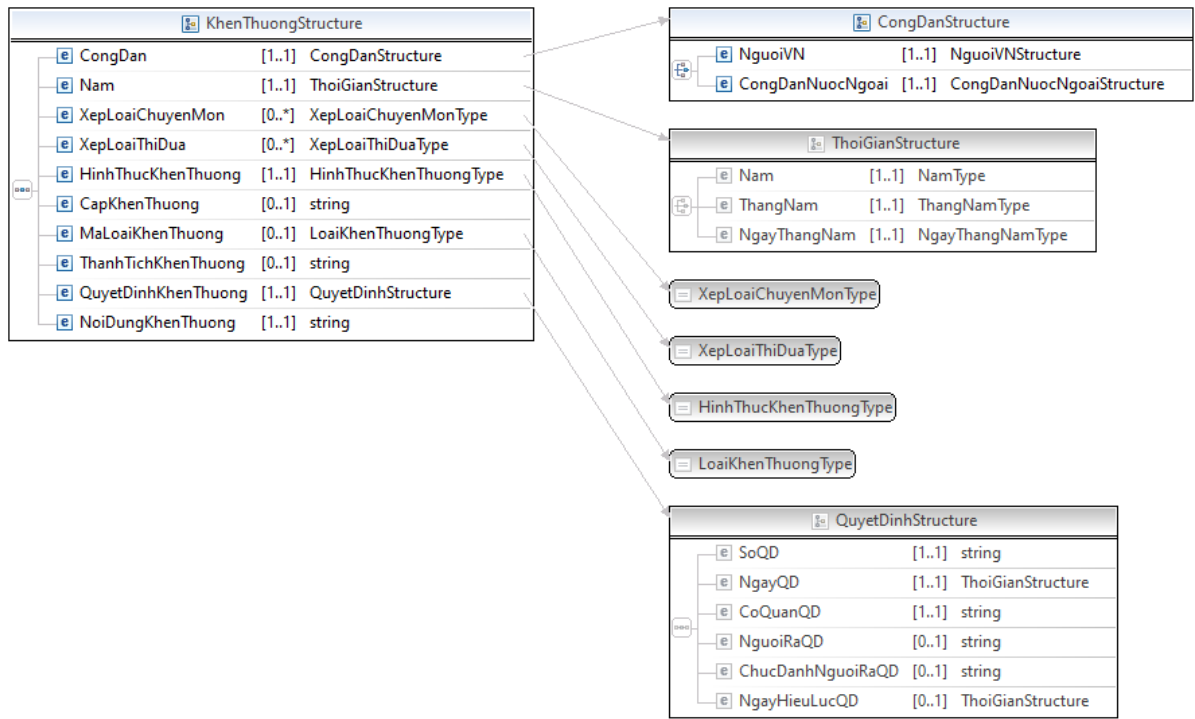 KhenThuongStructure
e CongDan [1..1] CongDanStructure
e Nam [1..1] ThoiGianStructure
e XepLoaiChuyenMon [0..*] XepLoaiChuyenMonType
e XepLoaiThiDua [0..*] XepLoaiThiDuaType
e HinhThucKhenThuong [1..1] HinhThucKhenThuongType
e CapKhenThuong [0..1] string
e MaLoaiKhenThuong [0..1] LoaiKhenThuongType
e ThanhTichKhenThuong [0..1] string
e QuyetDinhKhenThuong [1..1] QuyetDinhStructure
e NoiDungKhenThuong [1..1] string
CongDanStructure
e NguoiVN [1..1] NguoiVNStructure
e CongDanNuocNgoai [1..1] CongDanNuocNgoaiStructure
ThoiGianStructure
e Nam [1..1] NamType
e ThangNam [1..1] ThangNamType
e NgayThangNam [1..1] NgayThangNamType
XepLoaiChuyenMonType
XepLoaiThiDuaType
HinhThucKhenThuongType
LoaiKhenThuongType
QuyetDinhStructure
e SoQD [1..1] string
e NgayQD [1..1] ThoiGianStructure
e CoQuanQD [1..1] string
e NguoiRaQD [0..1] string
e ChucDanhNguoiRaQD [0..1] string
e NgayHieuLucQD [0..1] ThoiGianStructure